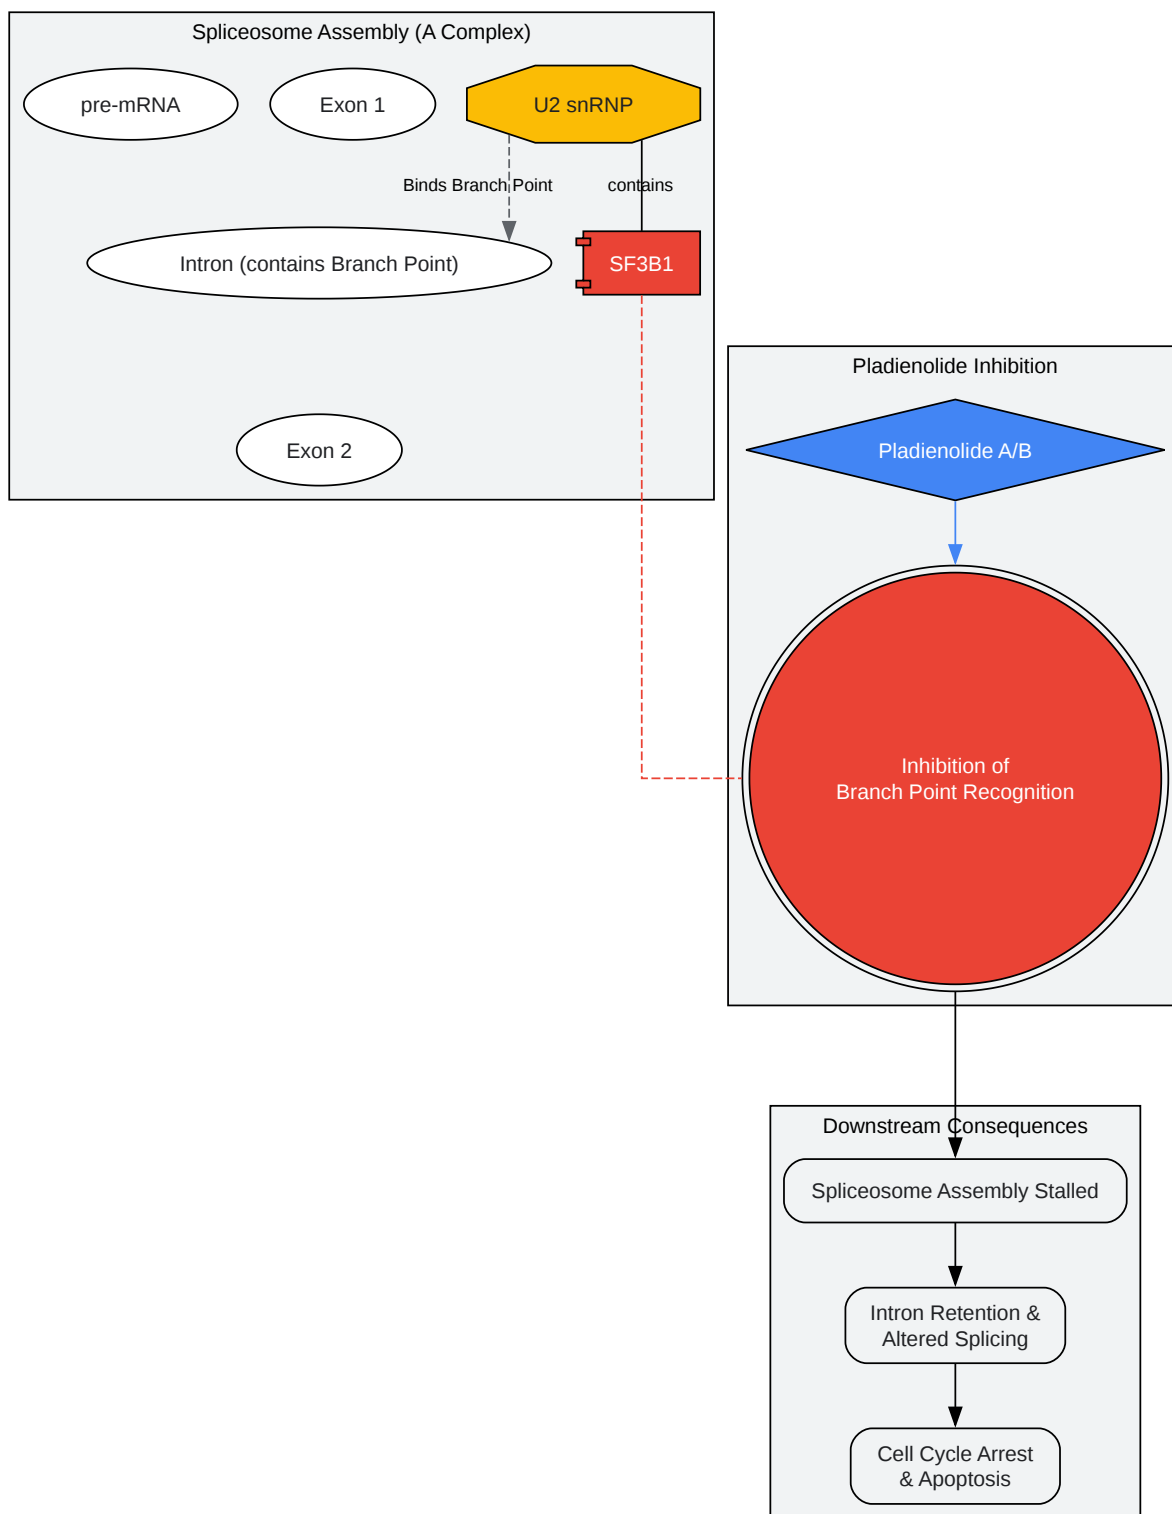 Spliceosome Assembly (A Complex)
pre-mRNA
Exon 1
U2 snRNP
Binds Branch Point
contains
Intron (contains Branch Point)
SF3B1
Exon 2
Pladienolide Inhibition
Pladienolide A/B
Inhibition of
Branch Point Recognition
Downstream Consequences
Spliceosome Assembly Stalled
Intron Retention &
Altered Splicing
Cell Cycle Arrest
& Apoptosis